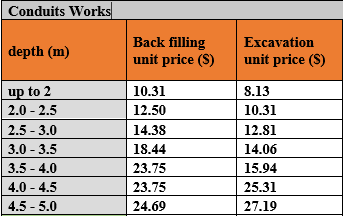 Conduits Works
depth (m) Back filling unit price ($) Excavation unit price ($)
up to 2 10.31 8.13
2.0 - 2.5 12.50 10.31
2.5 - 3.0 14.38 12.81
3.0 - 3.5 18.44 14.06
3.5 - 4.0 23.75 15.94
4.0 - 4.5 23.75 25.31
4.5 - 5.0 24.69 27.19